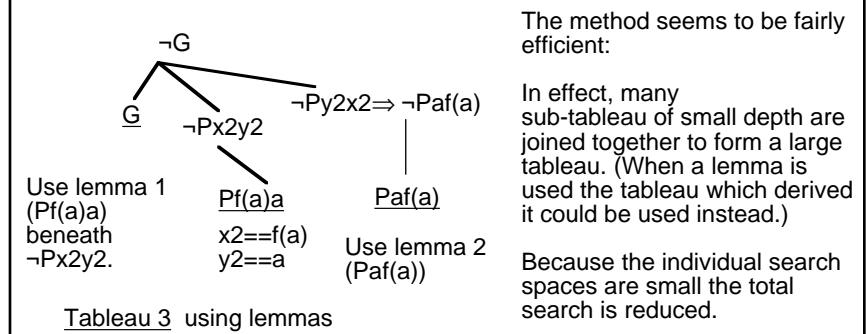 ¬G
G
¬Px2y2
¬Py2x2⇒ ¬Paf(a)
Use lemma 1
(Pf(a)a)
beneath
¬Px2y2.
Pf(a)a
x2==f(a)
y2==a
Paf(a)
Use lemma 2
(Paf(a))
Tableau 3 using lemmas
The method seems to be fairly
efficient:
In effect, many
sub-tableau of small depth are
joined together to form a large
tableau. (When a lemma is
used the tableau which derived
it could be used instead.)
Because the individual search
spaces are small the total
search is reduced.